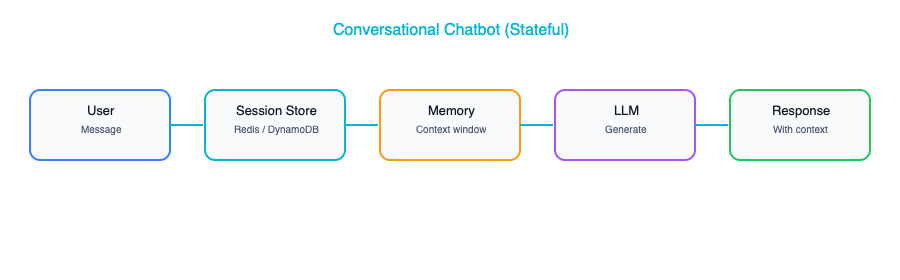 Conversational Chatbot (Stateful)
User
Message
Session Store
Redis / DynamoDB
Memory
Context window
LLM
Generate
Response
With context